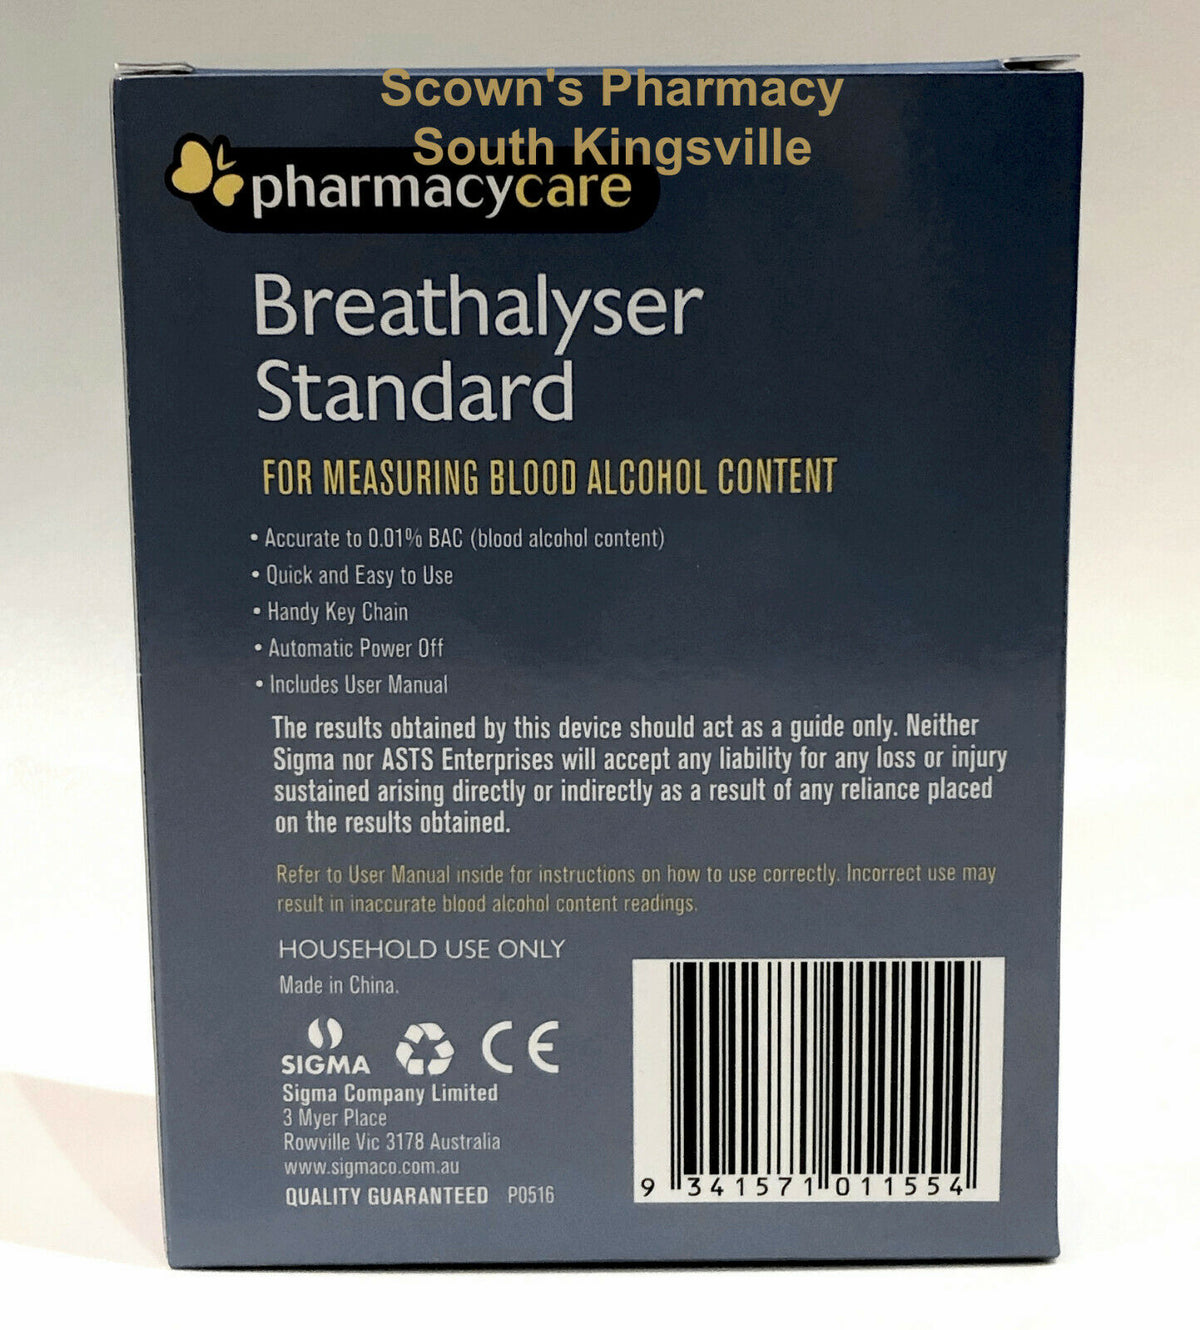 Scown's Pharmacy
South Kingsville
pharmacycare
Breathalyser
Standard
FOR MEASURING BLOOD ALCOHOL CONTENT
• Accurate to 0.01% BAC (blood alcohol content)
• Quick and Easy to Use
• Handy Key Chain
• Automatic Power Off
• Includes User Manual
The results obtained by this device should act as a guide only. Neither
Sigma nor ASTS Enterprises will accept any liability for any loss or injury
sustained arising directly or indirectly as a result of any reliance placed
on the results obtained.
Refer to User Manual inside for instructions on how to use correctly. Incorrect use may
result in inaccurate blood alcohol content readings.
HOUSEHOLD USE ONLY
Made in China.
SIGMA
CE
Sigma Company Limited
3 Myer Place
Rowville Vic 3178 Australia
www.sigmaco.com.au
QUALITY GUARANTEED P0516
9 341571 011554